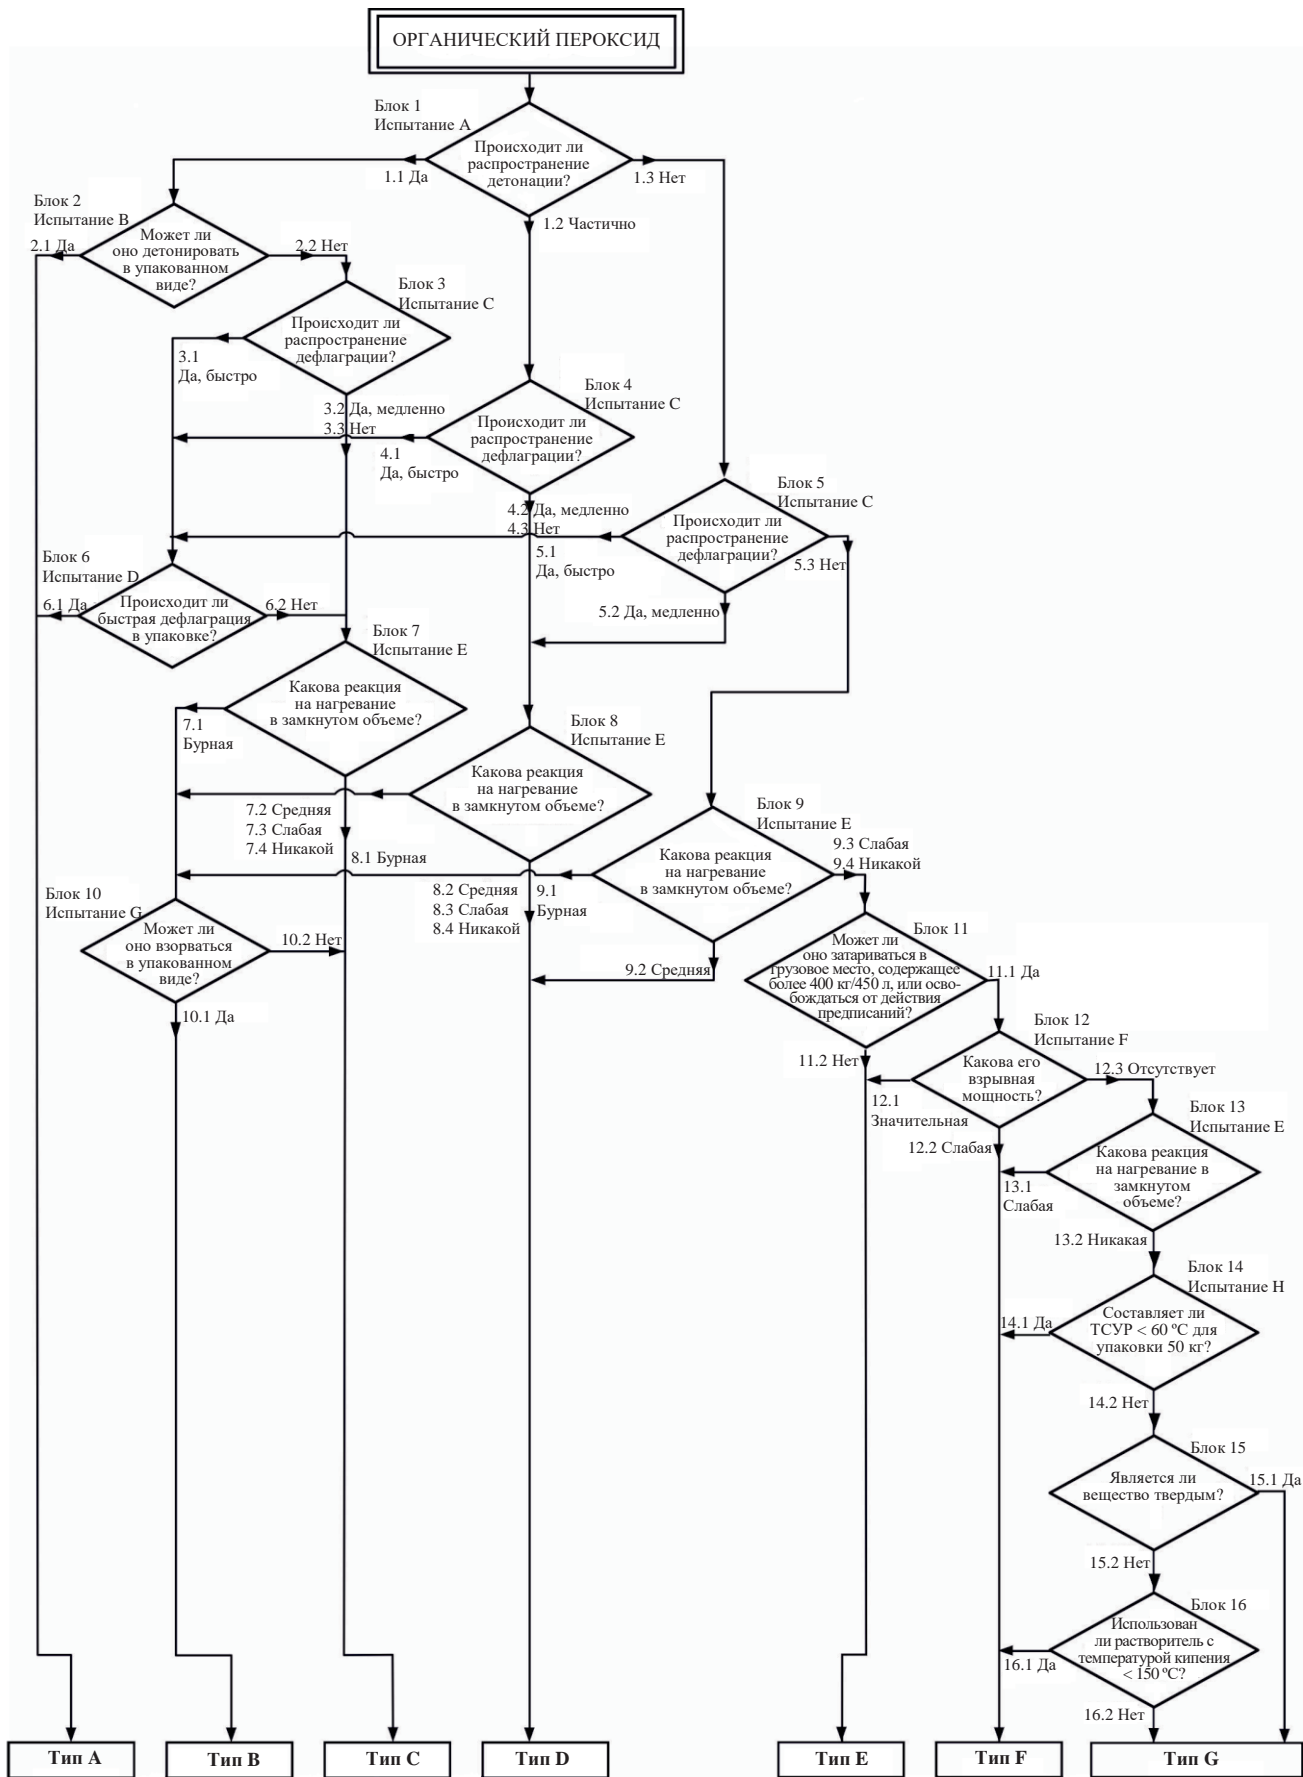 ОРГАНИЧЕСКИЙ ПЕРОКСИД
Блок 1
Испытание A
Происходит ли
распространение
детонации?
1.1 Да
1.3 Нет
1.2 Частично
Блок 2
Испытание B
Может ли
оно детонировать
в упакованном
виде?
2.1 Да
2.2 Нет
Блок 3
Испытание C
Происходит ли
распространение
дефлаграции?
3.1
Да, быстро
3.2 Да, медленно
3.3 Нет
Блок 4
Испытание C
Происходит ли
распространение
дефлаграции?
4.1
Да, быстро
4.2 Да, медленно
4.3 Нет
Блок 5
Испытание C
Происходит ли
распространение
дефлаграции?
5.1
Да, быстро
5.3 Нет
5.2 Да, медленно
Блок 6
Испытание D
Происходит ли
быстрая дефлаграция
в упаковке?
6.1 Да
6.2 Нет
Блок 7
Испытание E
Какова реакция
на нагревание
в замкнутом объеме?
7.1
Бурная
7.2 Средняя
7.3 Слабая
7.4 Никакой
Блок 8
Испытание E
Какова реакция
на нагревание
в замкнутом объеме?
8.1 Бурная
8.2 Средняя
8.3 Слабая
8.4 Никакой
Блок 9
Испытание E
Какова реакция
на нагревание
в замкнутом объеме?
9.3 Слабая
9.4 Никакой
9.1
Бурная
9.2 Средняя
Блок 10
Испытание G
Может ли
оно взорваться
в упакованном
виде?
10.2 Нет
10.1 Да
Блок 11
Может ли
оно затариваться в
грузовое место, содержащее
более 400 кг/450 л, или осво-
бождаться от действия
предписаний?
11.1 Да
11.2 Нет
Блок 12
Испытание F
Какова его
взрывная
мощность?
12.3 Отсутствует
12.1
Значительная
12.2 Слабая
Блок 13
Испытание E
Какова реакция
на нагревание в
замкнутом
объеме?
13.1
Слабая
13.2 Никакая
Блок 14
Испытание H
Составляет ли
ТСУР < 60 ºC для
упаковки 50 кг?
14.1 Да
14.2 Нет
Блок 15
Является ли
вещество твердым?
15.1 Да
15.2 Нет
Блок 16
Использован
ли растворитель с
температурой кипения
< 150 ºC?
16.1 Да
16.2 Нет
Тип A
Тип B
Тип C
Тип D
Тип E
Тип F
Тип G